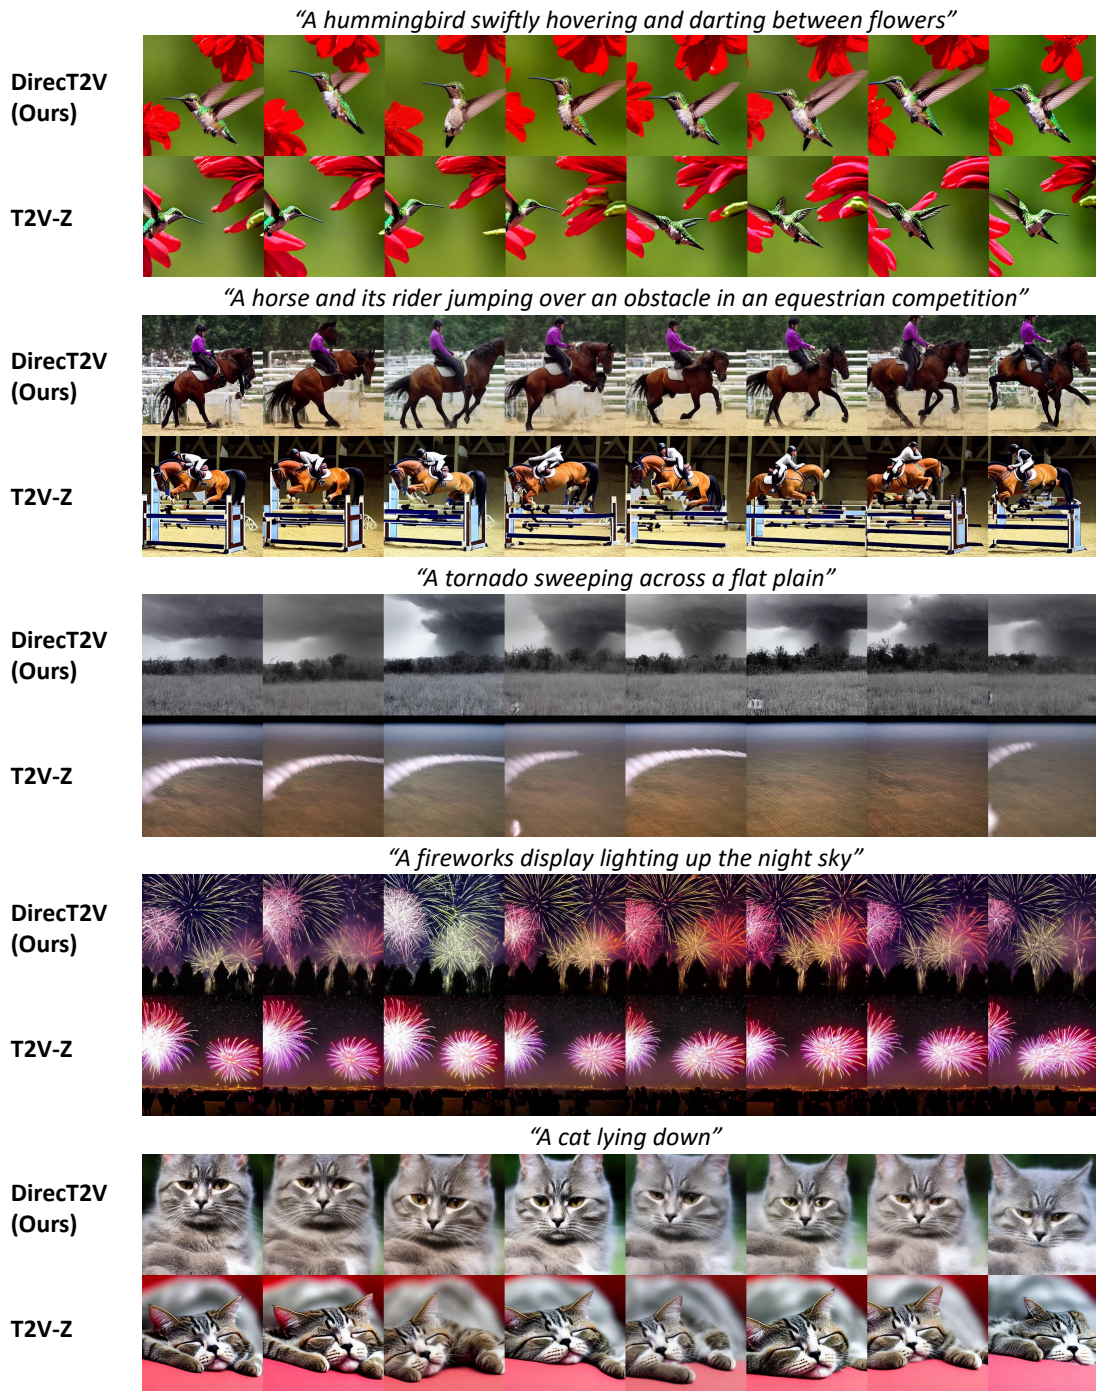 “A hummingbird swiftly hovering and darting between flowers”
DirecT2V
(Ours)
T2V-Z
“A horse and its rider jumping over an obstacle in an equestrian competition”
DirecT2V
(Ours)
T2V-Z
“A tornado sweeping across a flat plain”
DirecT2V
(Ours)
T2V-Z
“A fireworks display lighting up the night sky”
DirecT2V
(Ours)
T2V-Z
“A cat lying down”
DirecT2V
(Ours)
T2V-Z